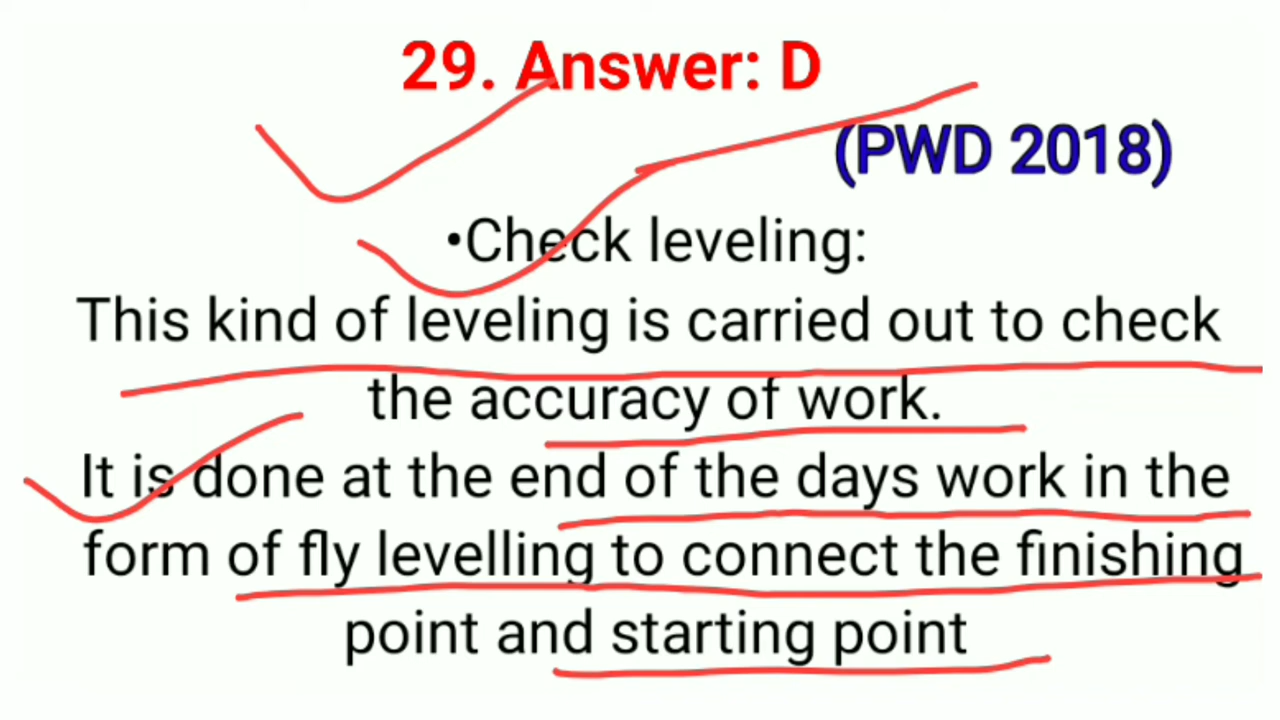 29. Answer: D
(PWD 2018)
•Check leveling:
This kind of leveling is carried out to check
the accuracy of work.
It is done at the end of the days work in the
form of fly levelling to connect the finishing
point and starting point